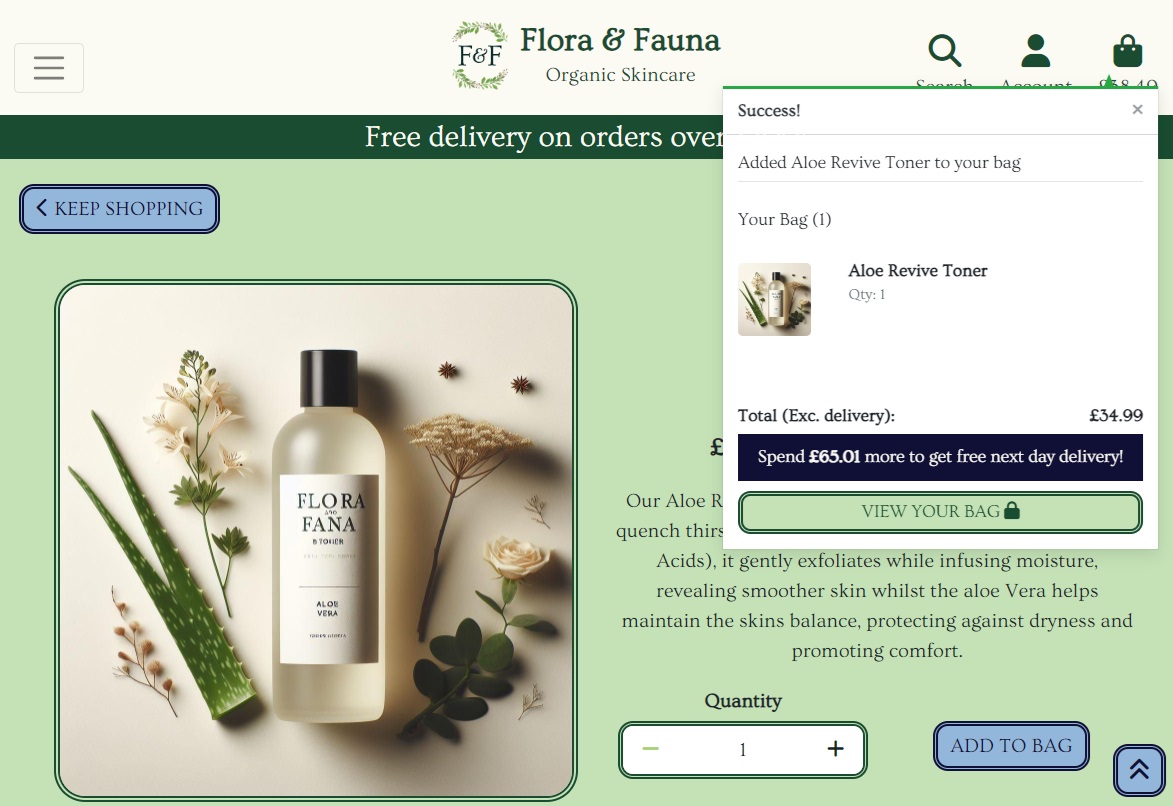 F&F
Flora & Fauna
Organic Skincare
Search
Account
£38.49
Free delivery on orders over
Success!
×
Added Aloe Revive Toner to your bag
KEEP SHOPPING
Your Bag (1)
Aloe Revive Toner
Qty: 1
Total (Exc. delivery):
£34.99
£
Spend £65.01 more to get free next day delivery!
VIEW YOUR BAG
Our Aloe R
quench thirs
Acids), it gently exfoliates while infusing moisture,
revealing smoother skin whilst the aloe Vera helps
maintain the skins balance, protecting against dryness and
promoting comfort.
FLORA
AND
FANA
B TONER
ALOE
VERA
Quantity
1
ADD TO BAG